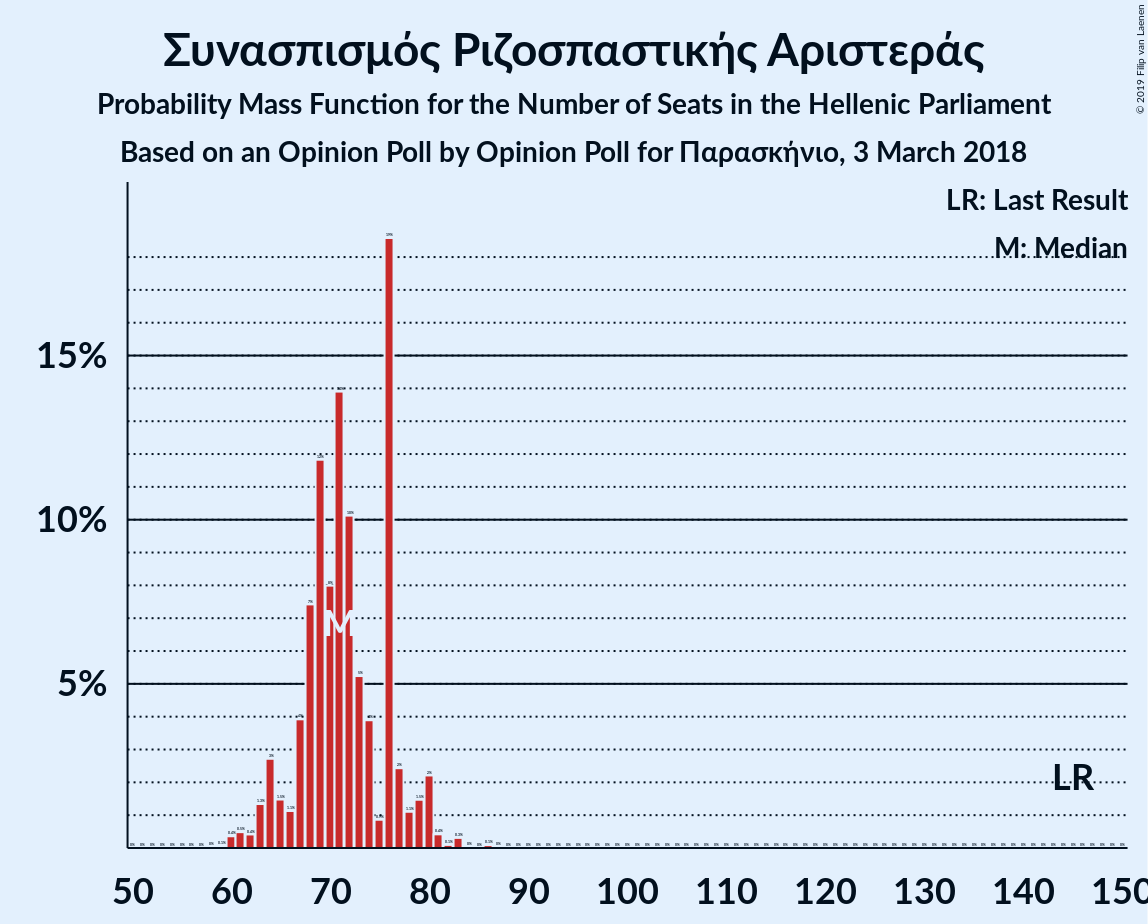 Συνασπισμός Ριζοσπαστικής Αριστεράς
Probability Mass Function for the Number of Seats in the Hellenic Parliament
Based on an Opinion Poll by Opinion Poll for Παρασκήνιο, 3 March 2018
© 2019 Filip van Laenen
LR: Last Result
M: Median
15%
10%
5%
M
LR
50 60 70 80 90 100 110 120 130 140 150